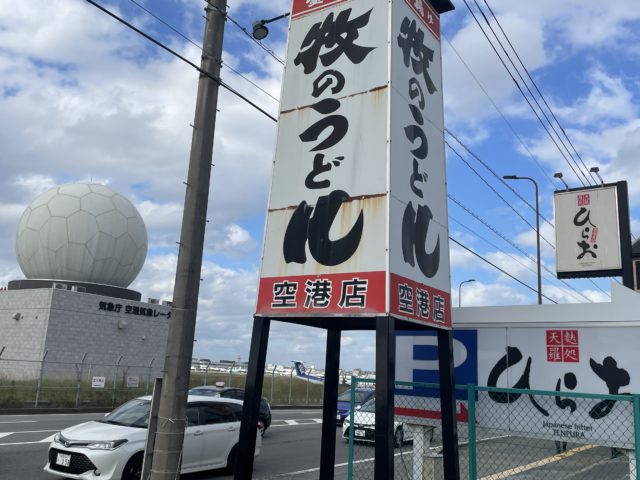 牧のうどん
空港店
牧のうどん
空港店
気象庁 空港気象レーダ
ひらお
P
天麩羅処
ひらお
Japanese fritter
TENPURA